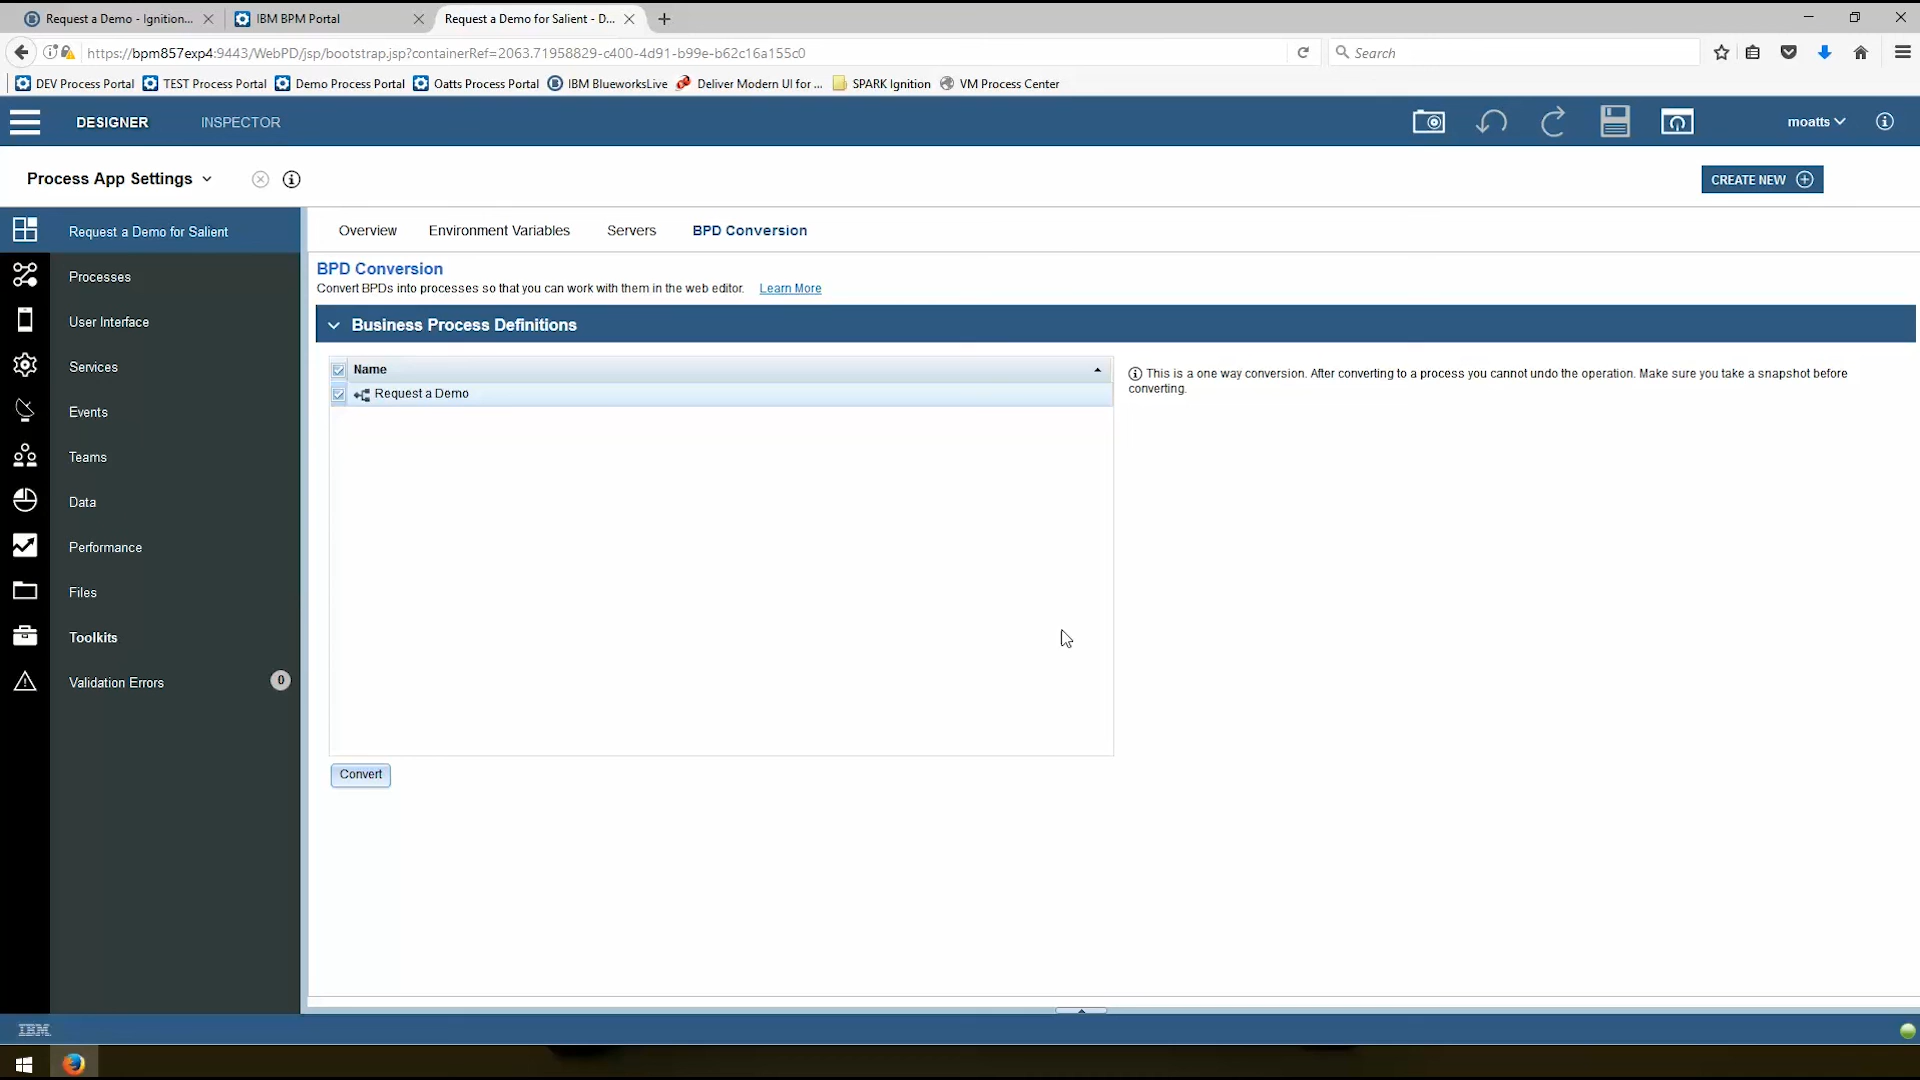 Request a Demo - Ignition...
IBM BPM Portal
Request a Demo for Salient - D...
https://bpm857exp4:9443/WebPD/jsp/bootstrap.jsp?containerRef=2063.71958829-c400-4d91-b99e-b62c16a155c0
Search
DEV Process Portal
TEST Process Portal
Demo Process Portal
Oatts Process Portal
IBM BlueworksLive
Deliver Modern UI for ...
SPARK Ignition
VM Process Center
DESIGNER
INSPECTOR
moatts
Process App Settings
CREATE NEW
Request a Demo for Salient
Processes
User Interface
Services
Events
Teams
Data
Performance
Files
Toolkits
Validation Errors
0
Overview
Environment Variables
Servers
BPD Conversion
BPD Conversion
Convert BPDs into processes so that you can work with them in the web editor.
Learn More
Business Process Definitions
Name
Request a Demo
This is a one way conversion. After converting to a process you cannot undo the operation. Make sure you take a snapshot before
converting.
Convert
IBM